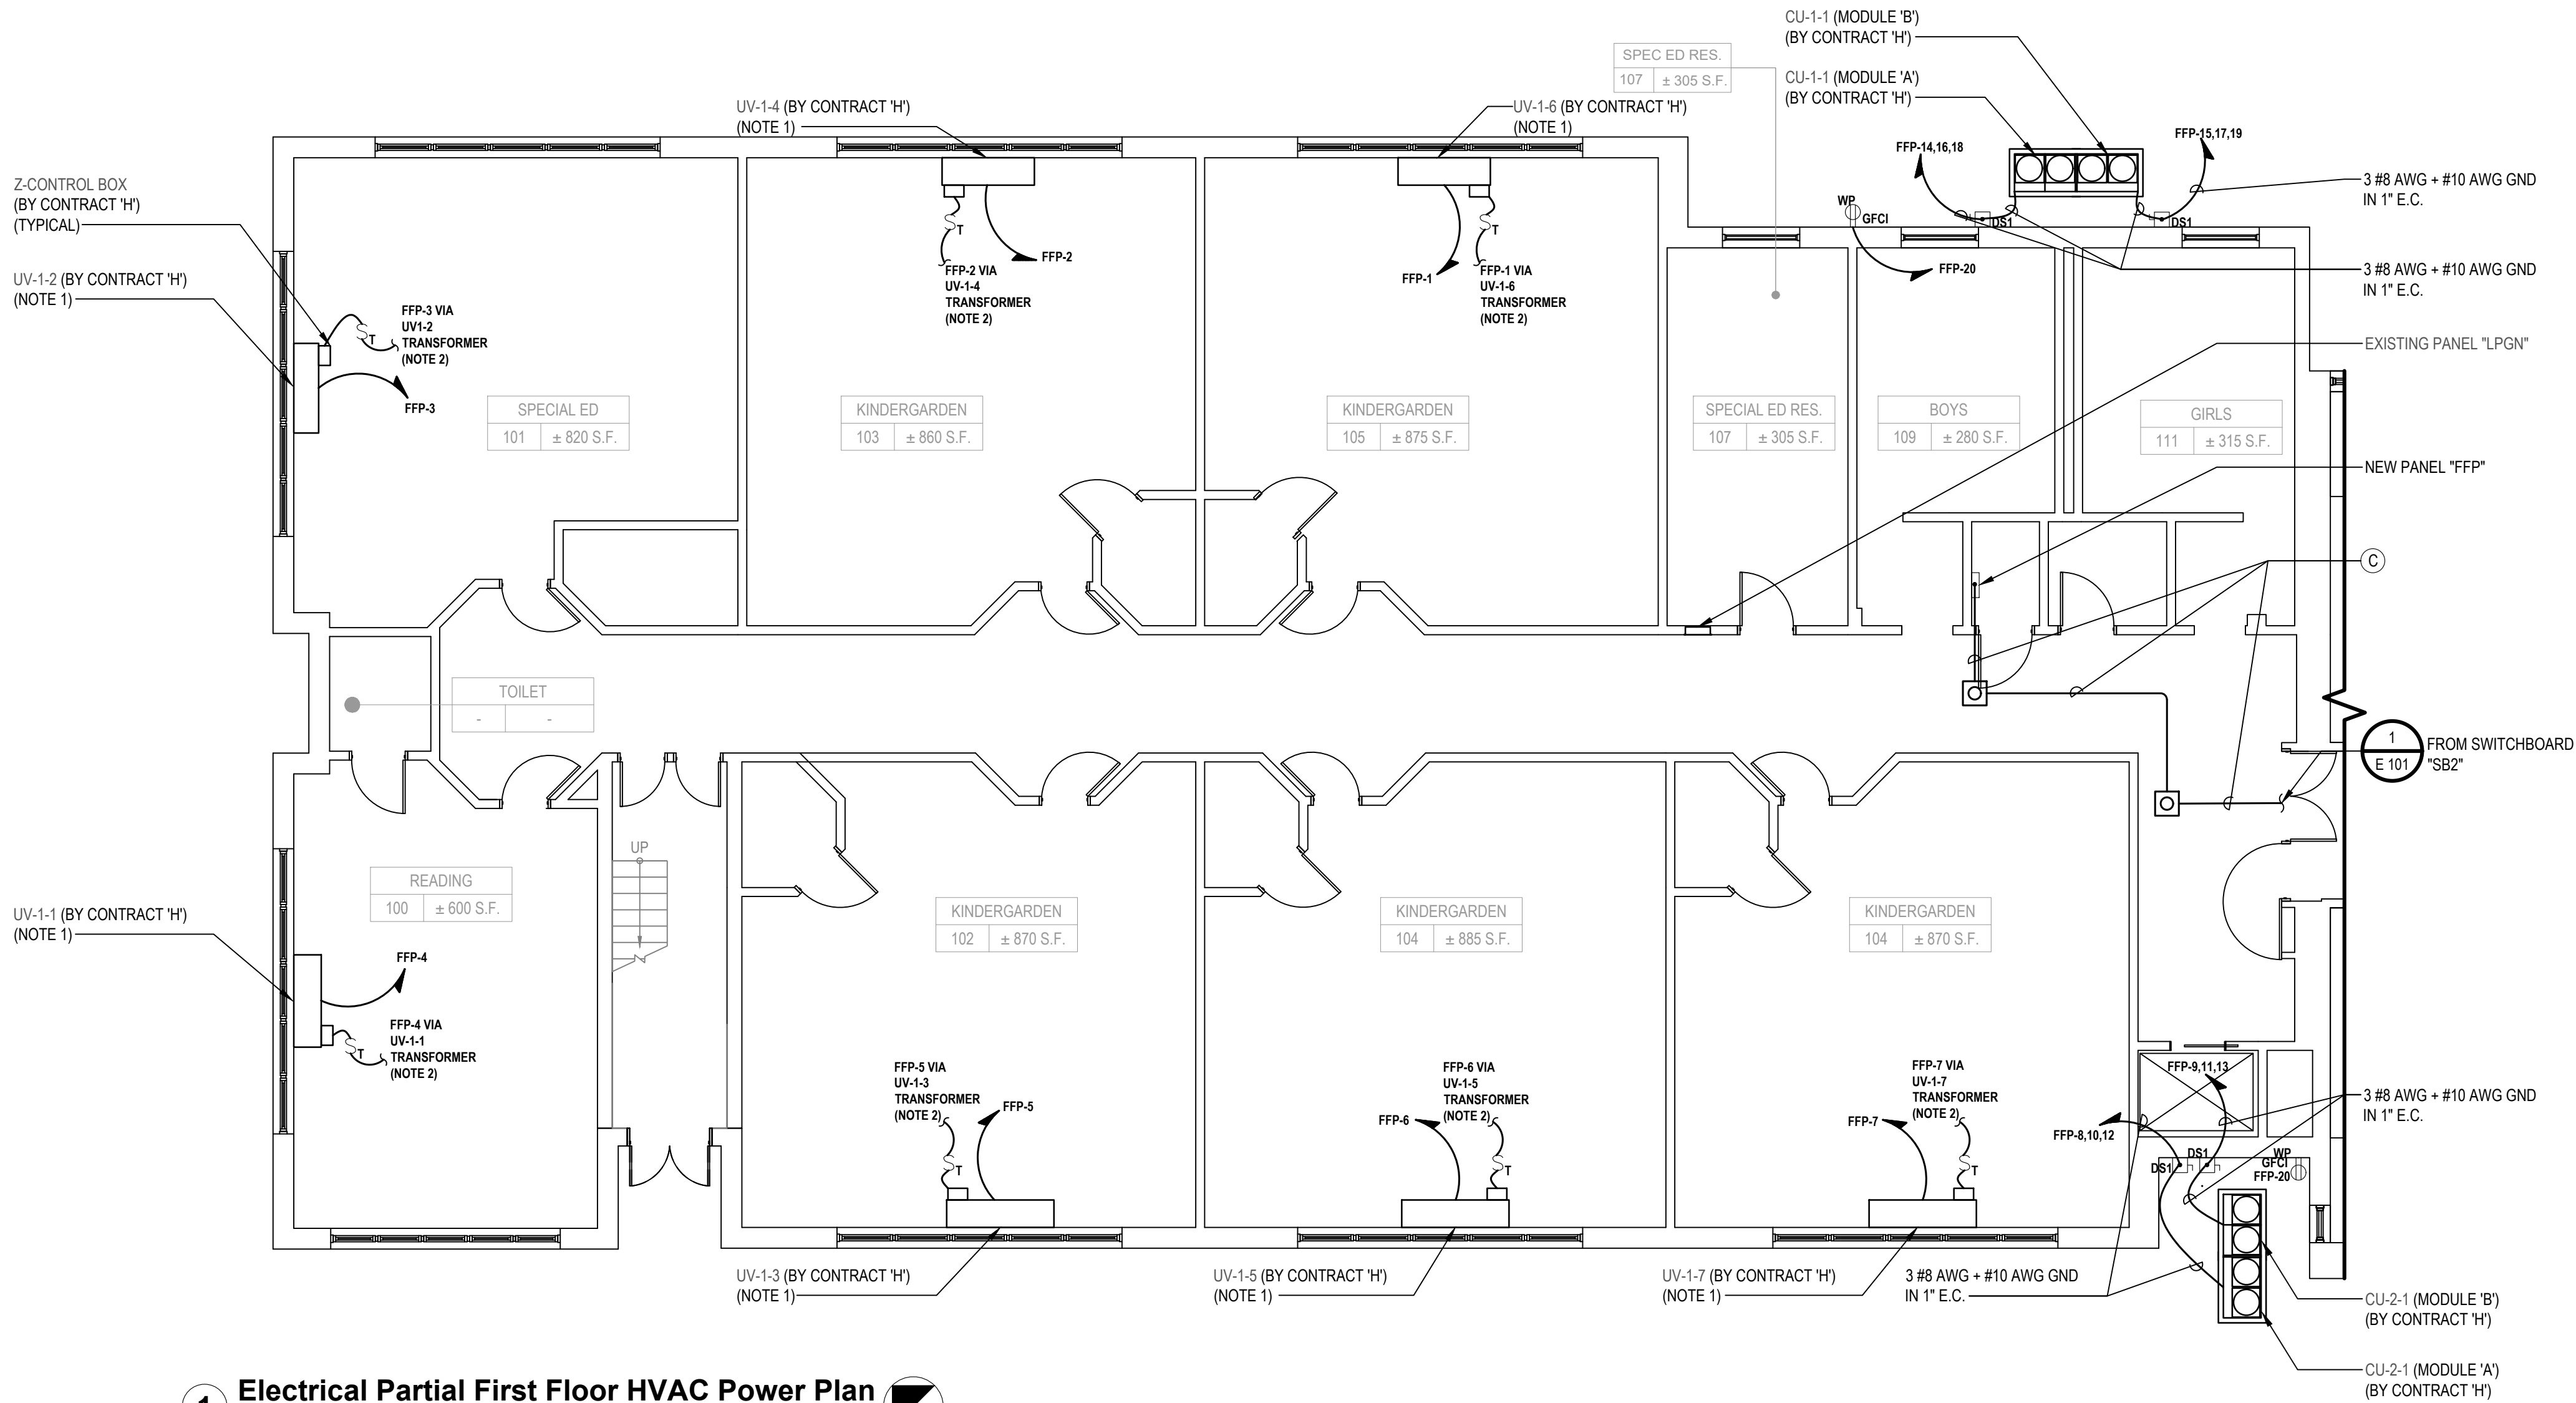 CU-1-1 (MODULE 'B')
(BY CONTRACT 'H')
SPEC ED RES.
107 ± 305 S.F.
CU-1-1 (MODULE 'A')
(BY CONTRACT 'H')
UV-1-4 (BY CONTRACT 'H')
(NOTE 1)
UV-1-6 (BY CONTRACT 'H')
(NOTE 1)
FFP-14,16,18
FFP-15,17,19
Z-CONTROL BOX
(BY CONTRACT 'H')
(TYPICAL)
3 #8 AWG + #10 AWG GND
IN 1" E.C.
WP
GFCI
DS1
DS1
S
T
S
T
FFP-2
FFP-2 VIA
UV-1-4
TRANSFORMER
(NOTE 2)
FFP-1
FFP-1 VIA
UV-1-6
TRANSFORMER
(NOTE 2)
FFP-20
3 #8 AWG + #10 AWG GND
IN 1" E.C.
UV-1-2 (BY CONTRACT 'H')
(NOTE 1)
FFP-3 VIA
UV1-2
TRANSFORMER
(NOTE 2)
S
T
FFP-3
EXISTING PANEL "LPGN"
SPECIAL ED
101 ± 820 S.F.
KINDERGARDEN
103 ± 860 S.F.
KINDERGARDEN
105 ± 875 S.F.
SPECIAL ED RES.
107 ± 305 S.F.
BOYS
109 ± 280 S.F.
GIRLS
111 ± 315 S.F.
NEW PANEL "FFP"
C
TOILET
- -
1
E 101
FROM SWITCHBOARD
"SB2"
UP
READING
100 ± 600 S.F.
KINDERGARDEN
102 ± 870 S.F.
KINDERGARDEN
104 ± 885 S.F.
KINDERGARDEN
104 ± 870 S.F.
UV-1-1 (BY CONTRACT 'H')
(NOTE 1)
FFP-4
FFP-4 VIA
UV-1-1
TRANSFORMER
(NOTE 2)
S
T
FFP-5 VIA
UV-1-3
TRANSFORMER
(NOTE 2)
FFP-5
S
T
FFP-6
FFP-6 VIA
UV-1-5
TRANSFORMER
(NOTE 2)
S
T
FFP-7
FFP-7 VIA
UV-1-7
TRANSFORMER
(NOTE 2)
S
T
FFP-9,11,13
FFP-8,10,12
3 #8 AWG + #10 AWG GND
IN 1" E.C.
DS1
DS1
WP
GFCI
FFP-20
UV-1-3 (BY CONTRACT 'H')
(NOTE 1)
UV-1-5 (BY CONTRACT 'H')
(NOTE 1)
UV-1-7 (BY CONTRACT 'H')
(NOTE 1)
3 #8 AWG + #10 AWG GND
IN 1" E.C.
CU-2-1 (MODULE 'B')
(BY CONTRACT 'H')
CU-2-1 (MODULE 'A')
(BY CONTRACT 'H')
1 Electrical Partial First Floor HVAC Power Plan